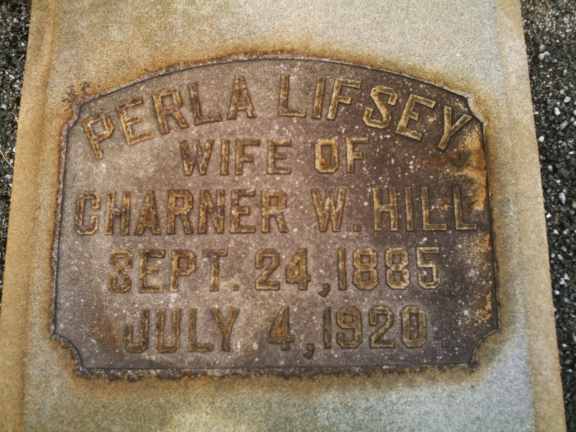 PERLA LIFSEY
WIFE OF
CHARNER W. HILL
SEPT. 24, 1885
JULY 4, 1920